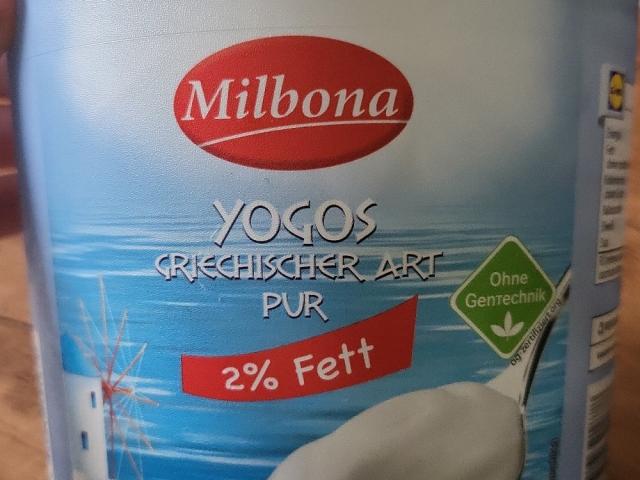 Milbona
YOGOS
GRIECHISCHER ART
PUR
2% Fett
Ohne
GenTechnik